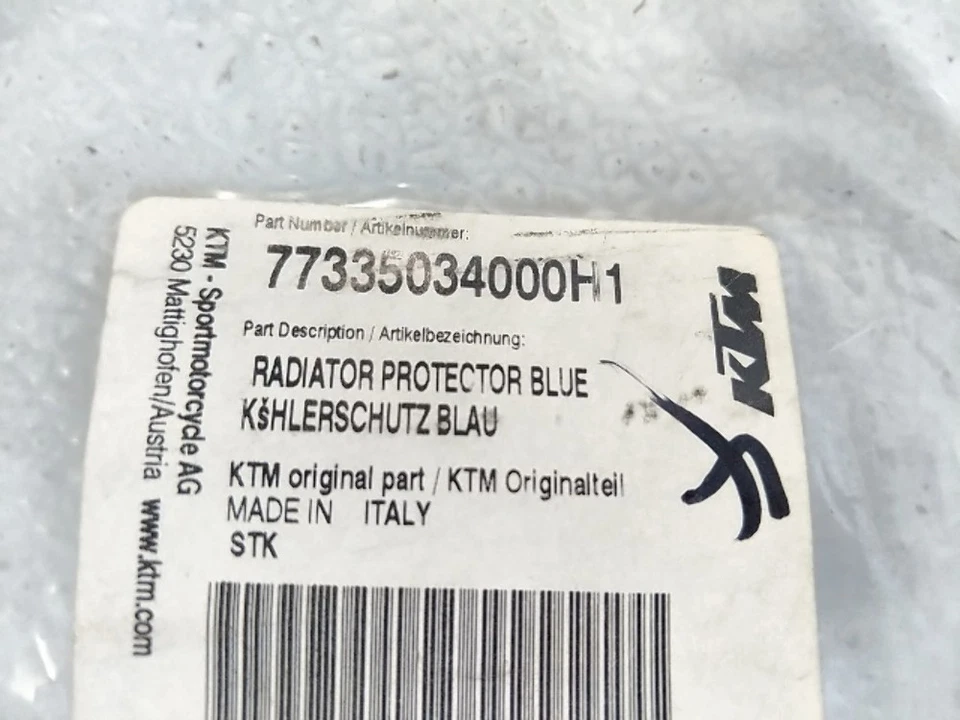 Part Number / Artikelnummer:
77335034000H1
Part Description / Artikelbezeichnung:
RADIATOR PROTECTOR BLUE
KšHLERSCHUTZ BLAU
KTM original part / KTM Originalteil
MADE IN ITALY
STK
KTM - Sportmotorcycle AG
5230 Mattighofen/Austria www.ktm.com
KTM